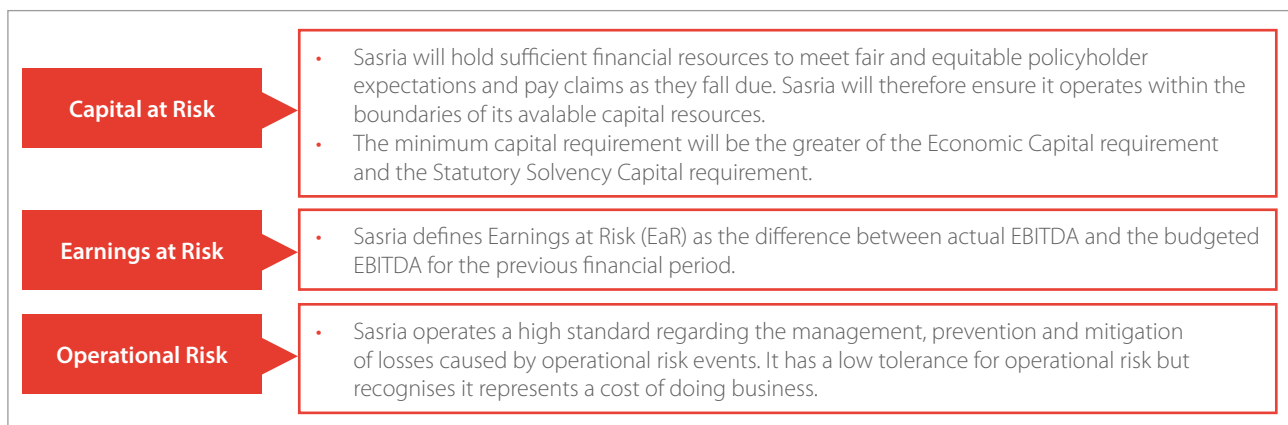 Capital at Risk
• Sasria will hold sufficient financial resources to meet fair and equitable policyholder
expectations and pay claims as they fall due. Sasria will therefore ensure it operates within the
boundaries of its avalable capital resources.
• The minimum capital requirement will be the greater of the Economic Capital requirement
and the Statutory Solvency Capital requirement.
Earnings at Risk
• Sasria defines Earnings at Risk (EaR) as the difference between actual EBITDA and the budgeted
EBITDA for the previous financial period.
Operational Risk
• Sasria operates a high standard regarding the management, prevention and mitigation
of losses caused by operational risk events. It has a low tolerance for operational risk but
recognises it represents a cost of doing business.